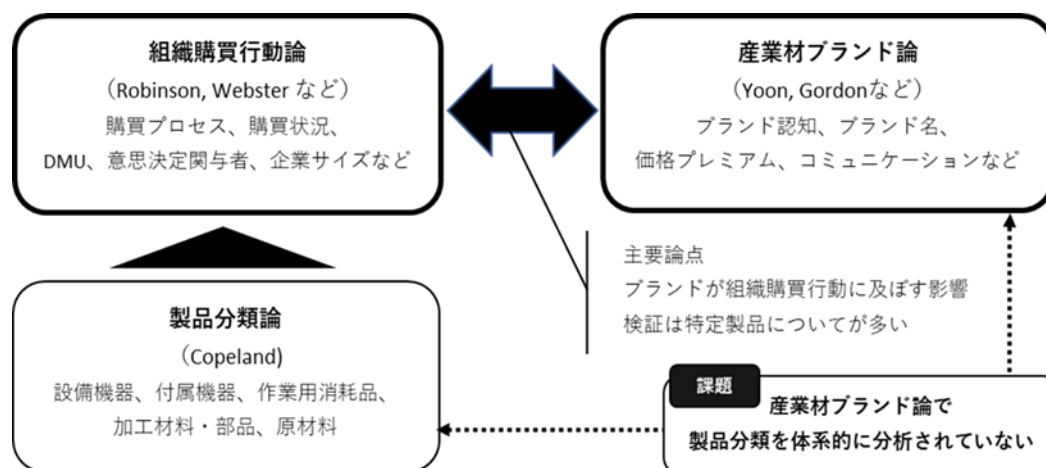 組織購買行動論
（Robinson, Webster など）
購買プロセス、購買状況、
DMU、意思決定関与者、企業サイズなど
産業材ブランド論
（Yoon, Gordonなど）
ブランド認知、ブランド名、
価格プレミアム、コミュニケーションなど
製品分類論
（Copeland)
設備機器、付属機器、作業用消耗品、
加工材料・部品、原材料
主要論点
ブランドが組織購買行動に及ぼす影響
検証は特定製品についてが多い
課題
産業材ブランド論で
製品分類を体系的に分析されていない